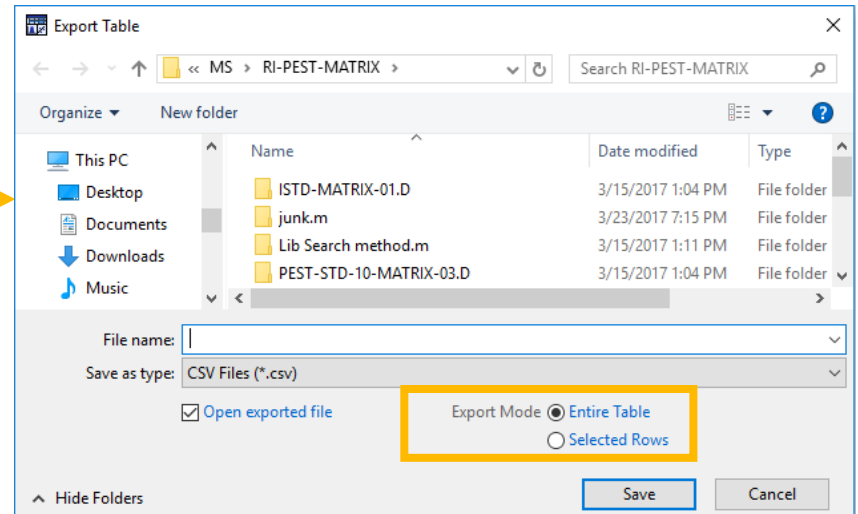 Export Table
« MS > RI-PEST-MATRIX >
Search RI-PEST-MATRIX
Organize
New folder
?
This PC
Desktop
Documents
Downloads
Music
Name Date modified Type
ISTD-MATRIX-01.D 3/15/2017 1:04 PM File folder
junk.m 3/23/2017 7:15 PM File folder
Lib Search method.m 3/15/2017 1:11 PM File folder
PEST-STD-10-MATRIX-03.D 3/15/2017 1:04 PM File folder
File name:
Save as type: CSV Files (*.csv)
Open exported file
Export Mode Entire Table
Selected Rows
Hide Folders
Save
Cancel